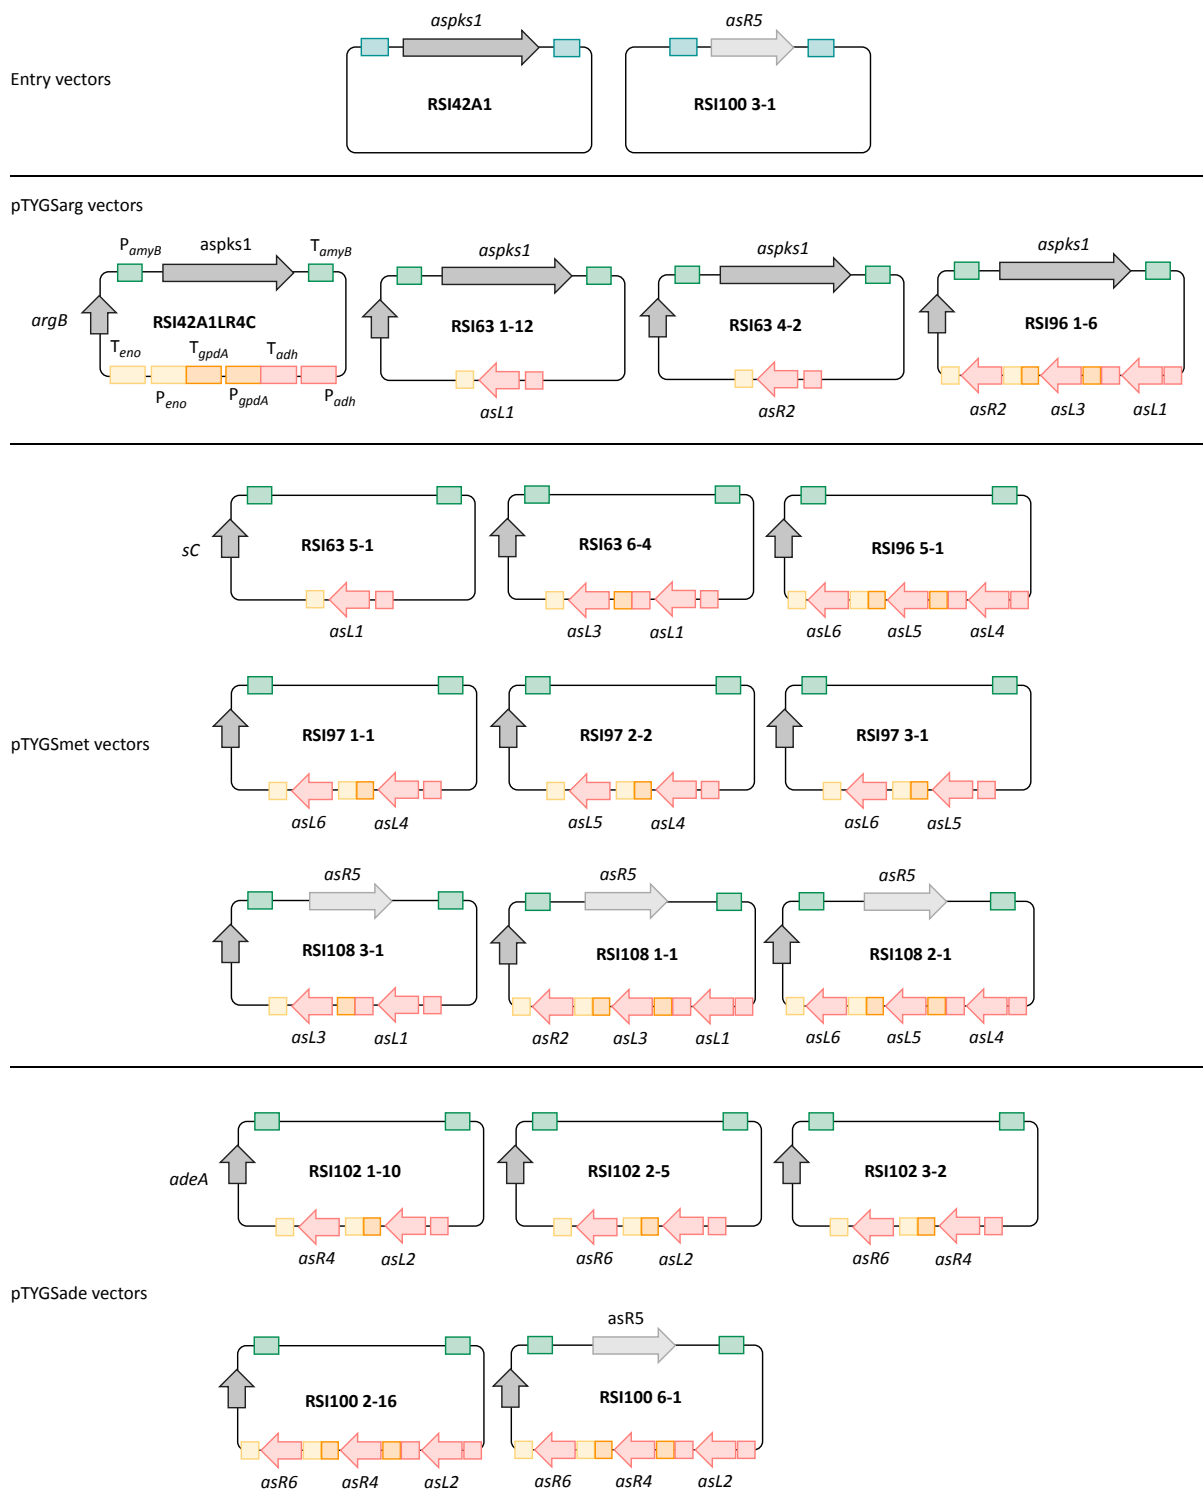 Entry vectors
aspks1
asR5
RSI42A1
RSI100 3-1
pTYGSarg vectors
PamyB
aspks1
TamyB
aspks1
aspks1
aspks1
argB
RSI42A1LR4C
RSI63 1-12
RSI63 4-2
RSI96 1-6
Teno
TgpdA
Tadh
Peno
PgpdA
Padh
asL1
asR2
asR2
asL3
asL1
sC
RSI63 5-1
RSI63 6-4
RSI96 5-1
asL1
asL3
asL1
asL6
asL5
asL4
pTYGSmet vectors
RSI97 1-1
RSI97 2-2
RSI97 3-1
asL6
asL4
asL5
asL4
asL6
asL5
asR5
asR5
asR5
RSI108 3-1
RSI108 1-1
RSI108 2-1
asL3
asL1
asR2
asL3
asL1
asL6
asL5
asL4
adeA
RSI102 1-10
RSI102 2-5
RSI102 3-2
asR4
asL2
asR6
asL2
asR6
asR4
pTYGSade vectors
asR5
RSI100 2-16
RSI100 6-1
asR6
asR4
asL2
asR6
asR4
asL2